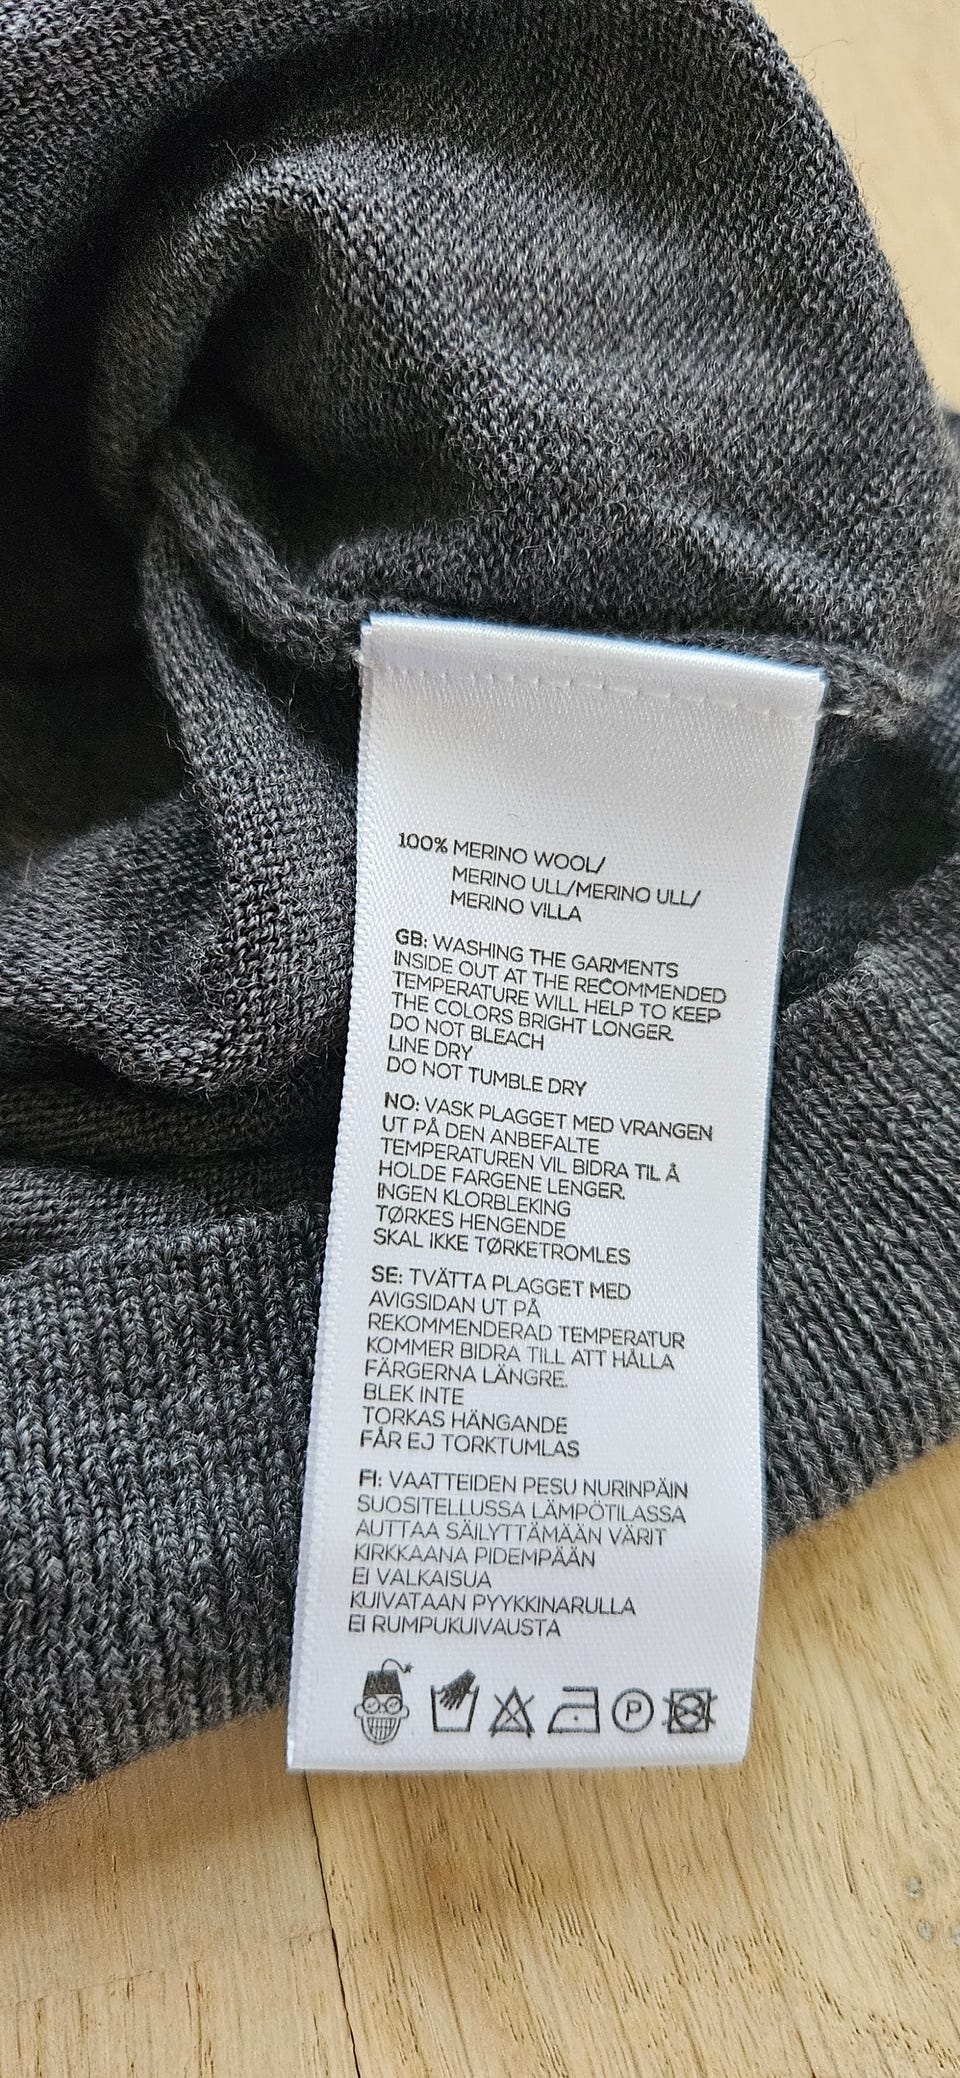 100% MERINO WOOL/
MERINO ULL/MERINO ULL/
MERINO VILLA
GB: WASHING THE GARMENTS
INSIDE OUT AT THE RECOMMENDED
TEMPERATURE WILL HELP TO KEEP
THE COLORS BRIGHT LONGER.
DO NOT BLEACH
LINE DRY
DO NOT TUMBLE DRY
NO: VASK PLAGGET MED VRANGEN
UT PÅ DEN ANBEFALTE
TEMPERATUREN VIL BIDRA TIL Å
HOLDE FARGENE LENGER.
INGEN KLORBLEKING
TØRKES HENGENDE
SKAL IKKE TØRKETROMLES
SE: TVÄTTA PLAGGET MED
AVIGSIDAN UT PÅ
REKOMMENDERAD TEMPERATUR
KOMMER BIDRA TILL ATT HÅLLA
FÄRGERNA LÄNGRE.
BLEK INTE
TORKAS HÄNGANDE
FÅR EJ TORKTUMLAS
FI: VAATTEIDEN PESU NURINPÄIN
SUOSITELLUSSA LÄMPÖTILASSA
AUTTAA SÄILYTTÄMÄÄN VÄRIT
KIRKKAANA PIDEMPÄÄN
EI VALKAISUA
KUIVATAAN PYYKKINARULLA
EI RUMPUKUIVAUSTA
P